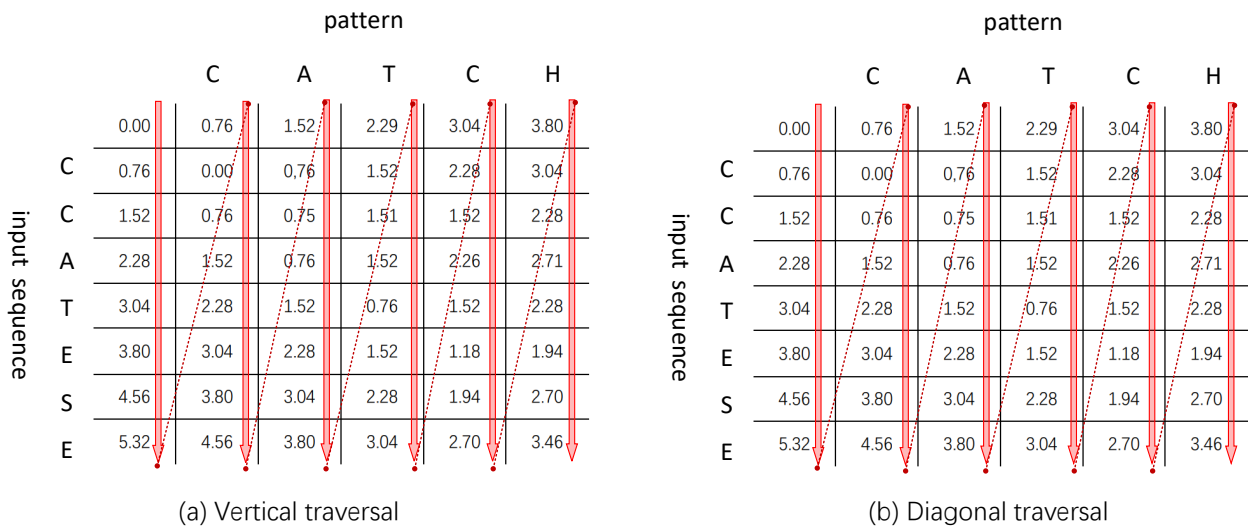 pattern
C A T C H
0.00 0.76 1.52 2.29 3.04 3.80
C 0.76 0.00 0.76 1.52 2.28 3.04
C 1.52 0.76 0.75 1.51 1.52 2.28
A 2.28 1.52 0.76 1.52 2.26 2.71
T 3.04 2.28 1.52 0.76 1.52 2.28
E 3.80 3.04 2.28 1.52 1.18 1.94
S 4.56 3.80 3.04 2.28 1.94 2.70
E 5.32 4.56 3.80 3.04 2.70 3.46
input sequence
(a) Vertical traversal
pattern
C A T C H
0.00 0.76 1.52 2.29 3.04 3.80
C 0.76 0.00 0.76 1.52 2.28 3.04
C 1.52 0.76 0.75 1.51 1.52 2.28
A 2.28 1.52 0.76 1.52 2.26 2.71
T 3.04 2.28 1.52 0.76 1.52 2.28
E 3.80 3.04 2.28 1.52 1.18 1.94
S 4.56 3.80 3.04 2.28 1.94 2.70
E 5.32 4.56 3.80 3.04 2.70 3.46
input sequence
(b) Diagonal traversal